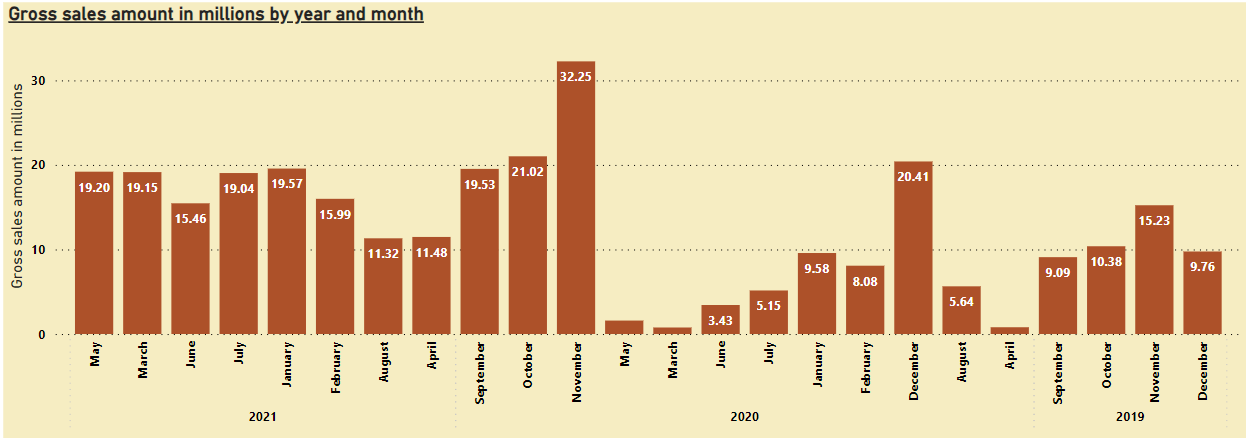 Gross sales amount in millions by year and month
Gross sales amount in millions
30
20
10
0
19.20
19.15
15.46
19.04
19.57
15.99
11.32
11.48
19.53
21.02
32.25
3.43
5.15
9.58
8.08
20.41
5.64
9.09
10.38
15.23
9.76
May
March
June
July
January
February
August
April
September
October
November
May
March
June
July
January
February
December
August
April
September
October
November
December
2021
2020
2019